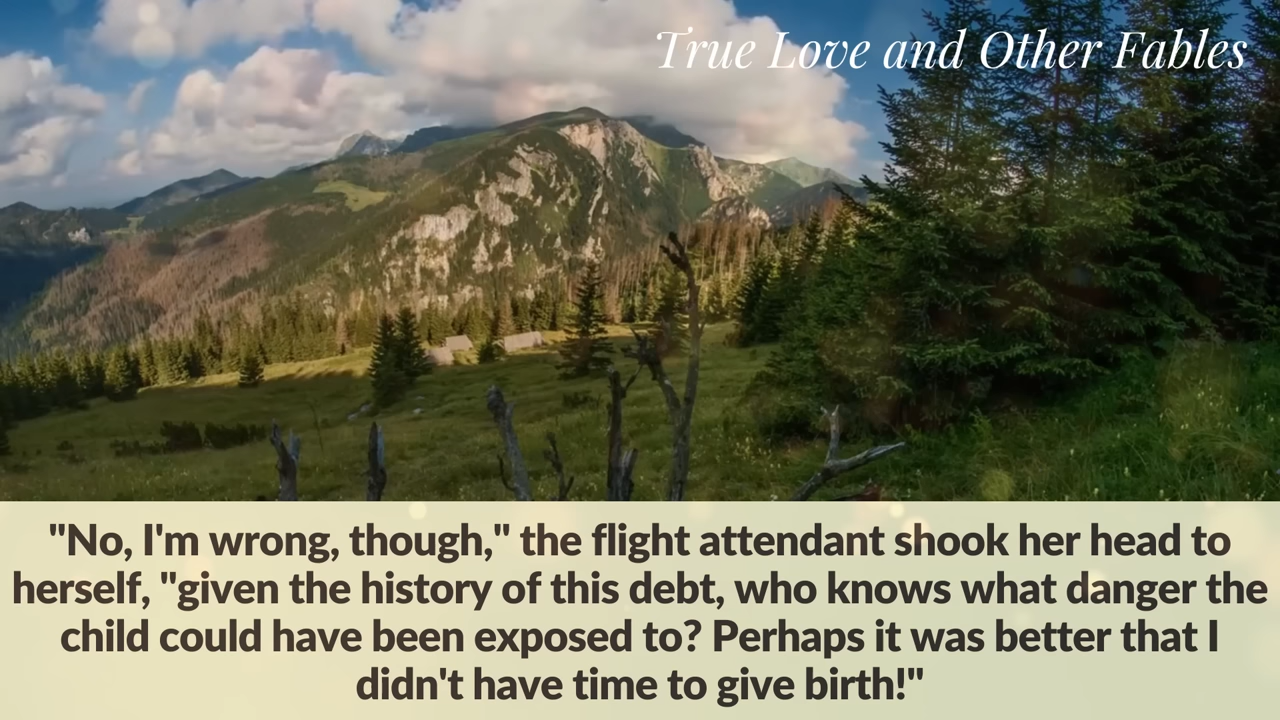 True Love and Other Fables
"No, I'm wrong, though," the flight attendant shook her head to
herself, "given the history of this debt, who knows what danger the
child could have been exposed to? Perhaps it was better that I
didn't have time to give birth!"